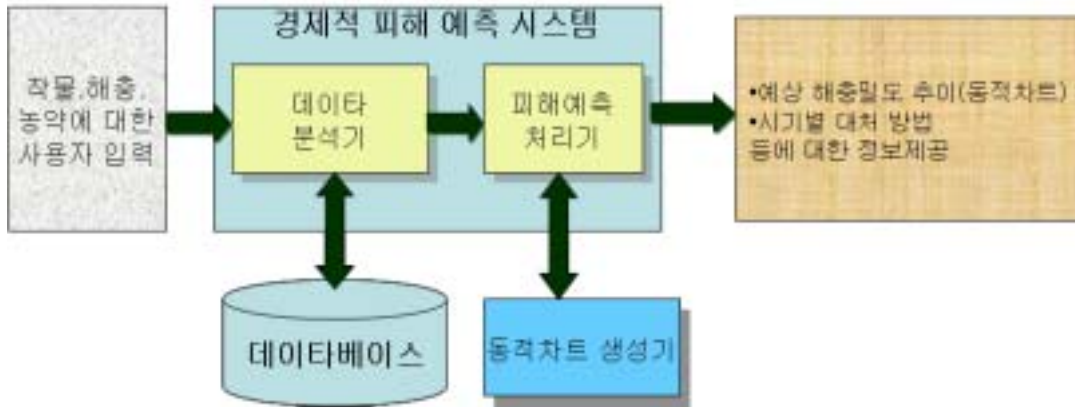 경제적 피해 예측 시스템
작물,해충,
농약에 대한
사용자 입력
데이타
분석기
피해예측
처리기
•예상 해충밀도 추이(동적차트)
•시기별 대처 방법
등에 대한 정보제공
데이타베이스
동적차트 생성기